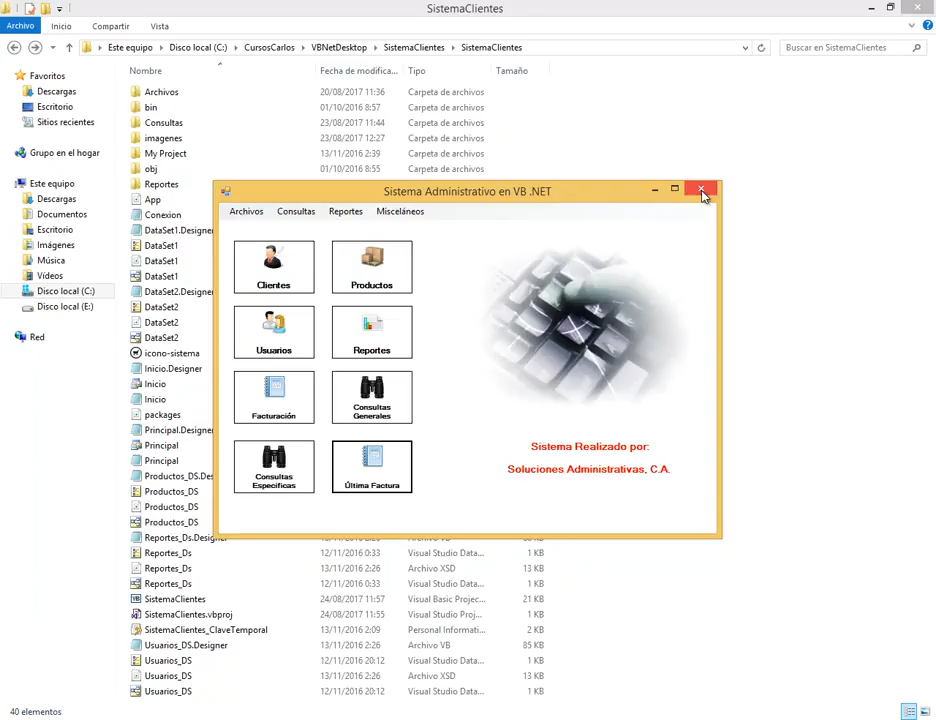 SistemaClientes
Archivo Inicio Compartir Vista
Este equipo Disco local (C:) CursosCarlos VBNetDesktop SistemaClientes SistemaClientes
Buscar en SistemaClientes
Favoritos
Descargas
Escritorio
Sitios recientes
Grupo en el hogar
Este equipo
Descargas
Documentos
Escritorio
Imágenes
Música
Vídeos
Disco local (C:)
Disco local (E:)
Red
Nombre Fecha de modifica... Tipo Tamaño
Archivos 20/08/2017 11:36 Carpeta de archivos
bin 01/10/2016 8:57 Carpeta de archivos
Consultas 23/08/2017 11:44 Carpeta de archivos
imagenes 23/08/2017 12:27 Carpeta de archivos
My Project 13/11/2016 2:39 Carpeta de archivos
obj 01/10/2016 8:55 Carpeta de archivos
Reportes
App
Conexion
DataSet1.Designer
DataSet1
DataSet1
DataSet1
DataSet2.Designer
DataSet2
DataSet2
DataSet2
icono-sistema
Inicio.Designer
Inicio
Inicio
packages
Principal.Designer
Principal
Principal
Productos_DS.Des
Productos_DS
Productos_DS
Productos_DS
Reportes_Ds.Designer
Reportes_Ds 12/11/2016 0:33 Visual Studio Data... 1 KB
Reportes_Ds 13/11/2016 2:26 Archivo XSD 13 KB
Reportes_Ds 12/11/2016 0:33 Visual Studio Data... 1 KB
SistemaClientes 24/08/2017 11:57 Visual Basic Projec... 21 KB
SistemaClientes.vbproj 24/08/2017 11:55 Visual Studio Proj... 1 KB
SistemaClientes_ClaveTemporal 13/11/2016 2:09 Personal Informati... 2 KB
Usuarios_DS.Designer 13/11/2016 2:26 Archivo VB 85 KB
Usuarios_DS 12/11/2016 20:12 Visual Studio Data... 1 KB
Usuarios_DS 13/11/2016 2:26 Archivo XSD 13 KB
Usuarios_DS 12/11/2016 20:12 Visual Studio Data... 1 KB
40 elementos
Sistema Administrativo en VB .NET
Archivos Consultas Reportes Misceláneos
Clientes
Productos
Usuarios
Reportes
Facturación
Consultas
Generales
Consultas
Especificas
Última Factura
Sistema Realizado por:
Soluciones Administrativas, C.A.